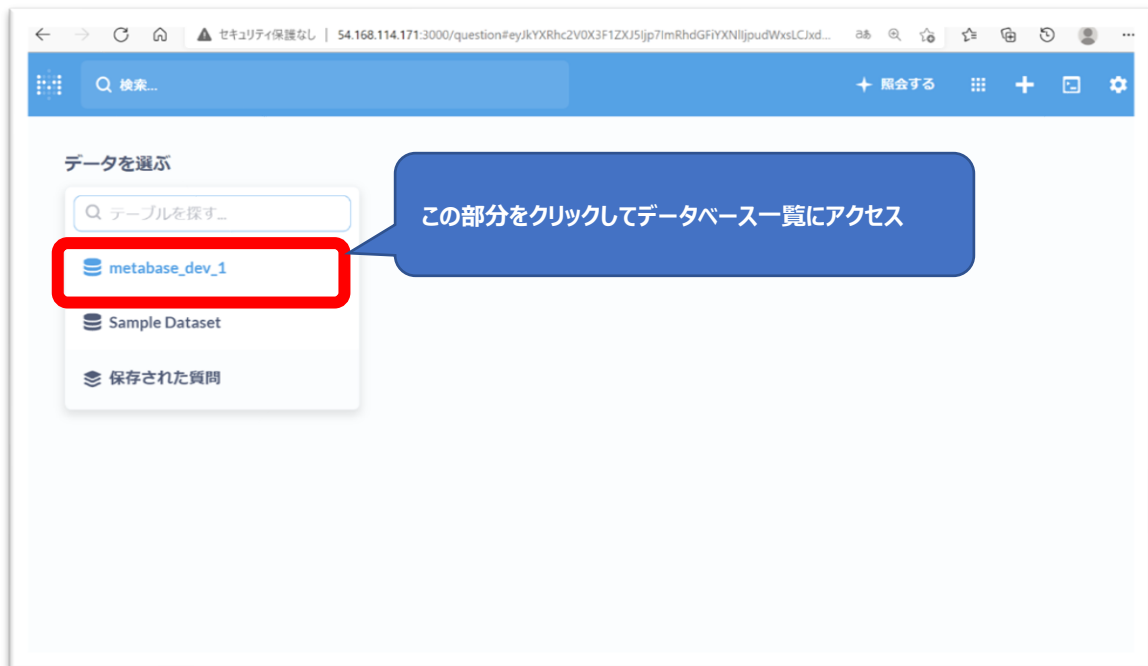 セキュリティ保護なし | 54.168.114.171:3000/question#eyJkYXRhc2V0X3F1ZXJ5Ijp7ImRhdGFiYXNlIjpudWxsLCJxd...
検索...
照会する
データを選ぶ
テーブルを探す...
この部分をクリックしてデータベース一覧にアクセス
metabase_dev_1
Sample Dataset
保存された質問